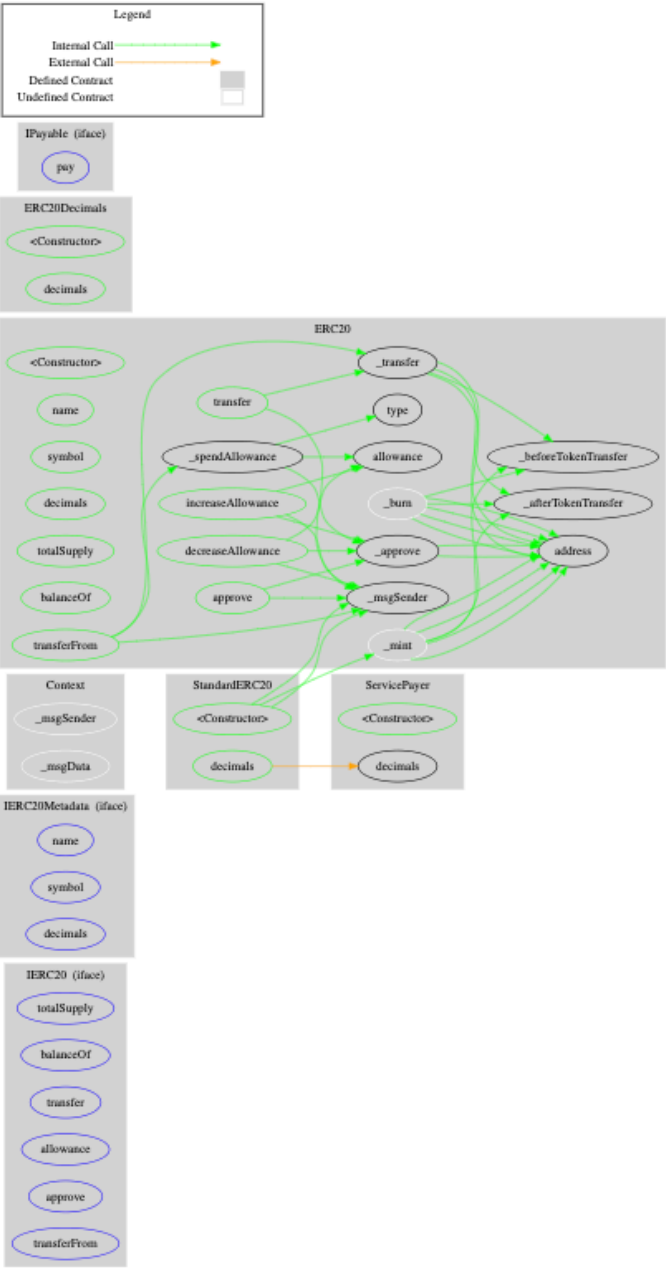 Legend
Internal Call
External Call
Defined Contract
Undefined Contract
IPayable (iface)
pay
ERC20Decimals
<Constructor>
decimals
ERC20
<Constructor>
_transfer
name
transfer
type
symbol
_spendAllowance
allowance
_beforeTokenTransfer
decimals
increaseAllowance
_burn
_afterTokenTransfer
totalSupply
decreaseAllowance
_approve
address
balanceOf
approve
_msgSender
transferFrom
_mint
Context
_msgSender
_msgData
StandardERC20
<Constructor>
decimals
ServicePayer
<Constructor>
decimals
IERC20Metadata (iface)
name
symbol
decimals
IERC20 (iface)
totalSupply
balanceOf
transfer
allowance
approve
transferFrom